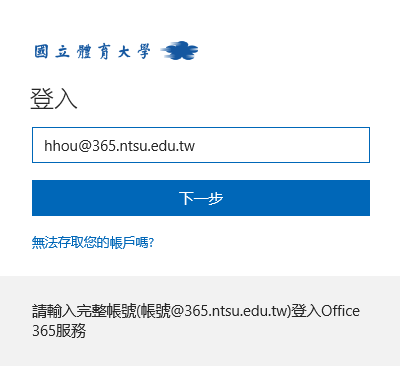 國立體育大學
登入
hhou@365.ntsu.edu.tw
下一步
無法存取您的帳戶嗎?
請輸入完整帳號(帳號@365.ntsu.edu.tw)登入Office
365服務